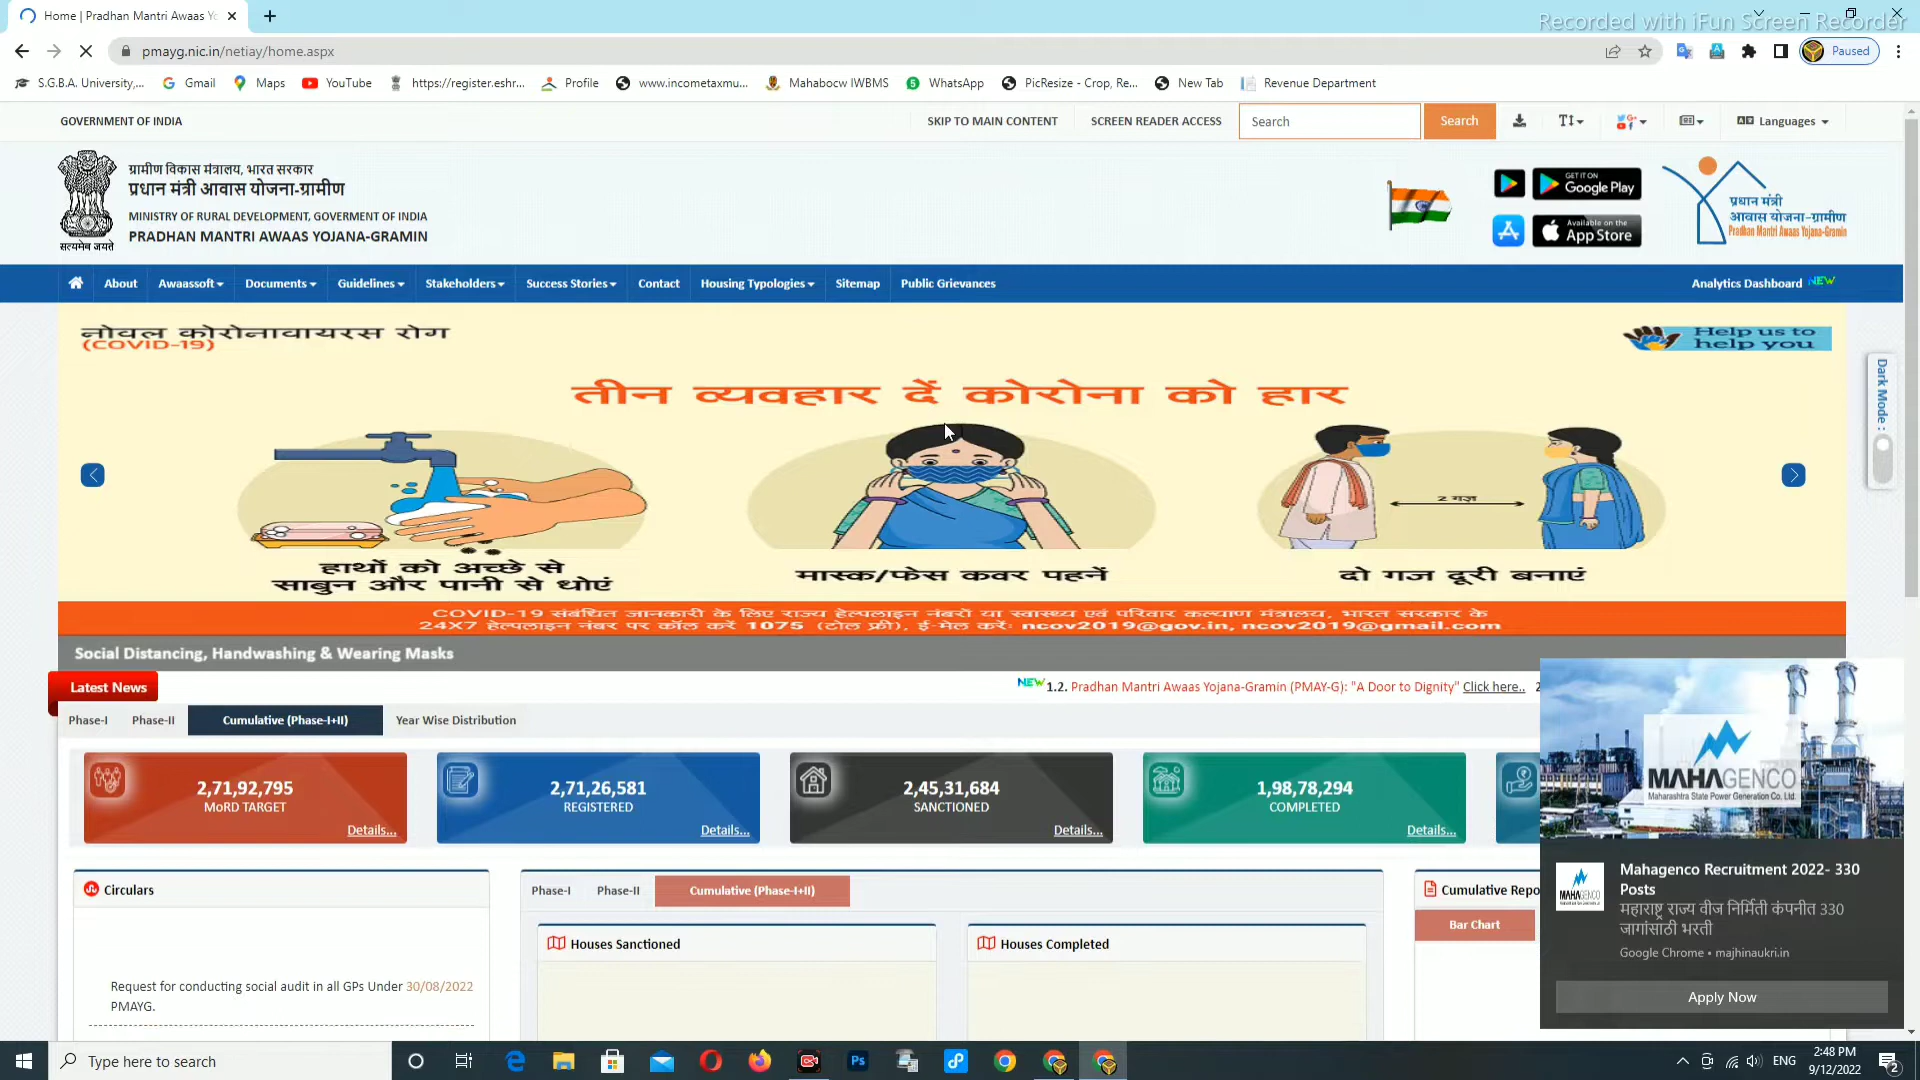 Recorded with iFun Screen Recorder
Home | Pradhan Mantri Awaas Yo
pmayg.nic.in/netiay/home.aspx
Paused
S.G.B.A. University,...
Gmail
Maps
YouTube
https://register.eshr...
Profile
www.incometaxmu...
Mahabocw IWBMS
WhatsApp
PicResize - Crop, Re...
New Tab
Revenue Department
GOVERNMENT OF INDIA
SKIP TO MAIN CONTENT
SCREEN READER ACCESS
Search
Search
Languages
ग्रामीण विकास मंत्रालय, भारत सरकार
प्रधान मंत्री आवास योजना-ग्रामीण
MINISTRY OF RURAL DEVELOPMENT, GOVERMENT OF INDIA
PRADHAN MANTRI AWAAS YOJANA-GRAMIN
सत्यमेव जयते
GET IT ON
Google Play
Available on the
App Store
प्रधान मंत्री
आवास योजना-ग्रामीण
Pradhan Mantri Awaas Yojna-Gramin
About
Awaassoft
Documents
Guidelines
Stakeholders
Success Stories
Contact
Housing Typologies
Sitemap
Public Grievances
Analytics Dashboard NEW
नोवल कोरोनावायरस रोग
(COVID-19)
Help us to
help you
तीन व्यवहार दें कोरोना को हार
Dark Mode :
2 गज़
हाथों को अच्छे से
साबुन और पानी से धोएं
मास्क/फेस कवर पहनें
दो गज दूरी बनाएं
COVID-19 संबंधित जानकारी के लिए राज्य हेल्पलाइन नंबरों या स्वास्थ्य एवं परिवार कल्याण मंत्रालय, भारत सरकार के
24X7 हेल्पलाइन नंबर पर कॉल करें 1075 (टोल फ्री), ई-मेल करें: ncov2019@gov.in, ncov2019@gmail.com
Social Distancing, Handwashing & Wearing Masks
Latest News
NEW 1.2. Pradhan Mantri Awaas Yojana-Gramin (PMAY-G): "A Door to Dignity" Click here.. 2
Phase-I
Phase-II
Cumulative (Phase-I+II)
Year Wise Distribution
2,71,92,795
MoRD TARGET
Details...
2,71,26,581
REGISTERED
Details...
2,45,31,684
SANCTIONED
Details...
1,98,78,294
COMPLETED
Details...
Circulars
Request for conducting social audit in all GPs Under 30/08/2022
PMAYG.
Phase-I
Phase-II
Cumulative (Phase-I+II)
Houses Sanctioned
Houses Completed
Cumulative Repo
Bar Chart
MAHAGENCO
Maharashtra State Power Generation Co. Ltd.
MAHAGENCO
Mahagenco Recruitment 2022- 330
Posts
महाराष्ट्र राज्य वीज निर्मिती कंपनीत 330
जागांसाठी भरती
Google Chrome • majhinaukri.in
Apply Now
Type here to search
Ps
ENG
2:48 PM
9/12/2022
2